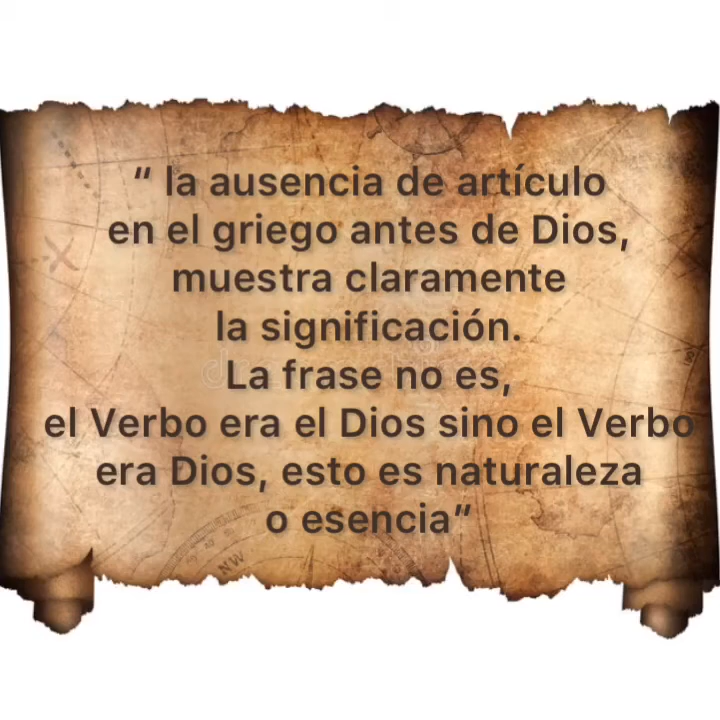 “ la ausencia de artículo
en el griego antes de Dios,
muestra claramente
la significación.
La frase no es,
el Verbo era el Dios sino el Verbo
era Dios, esto es naturaleza
o esencia”
NW